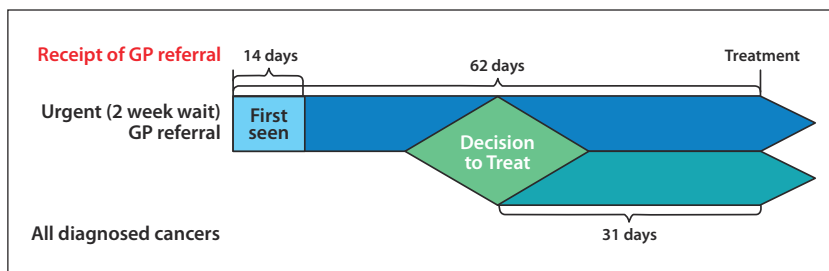 Receipt of GP referral
14 days
Treatment
62 days
Urgent (2 week wait)
GP referral
First
seen
Decision
to Treat
All diagnosed cancers
31 days